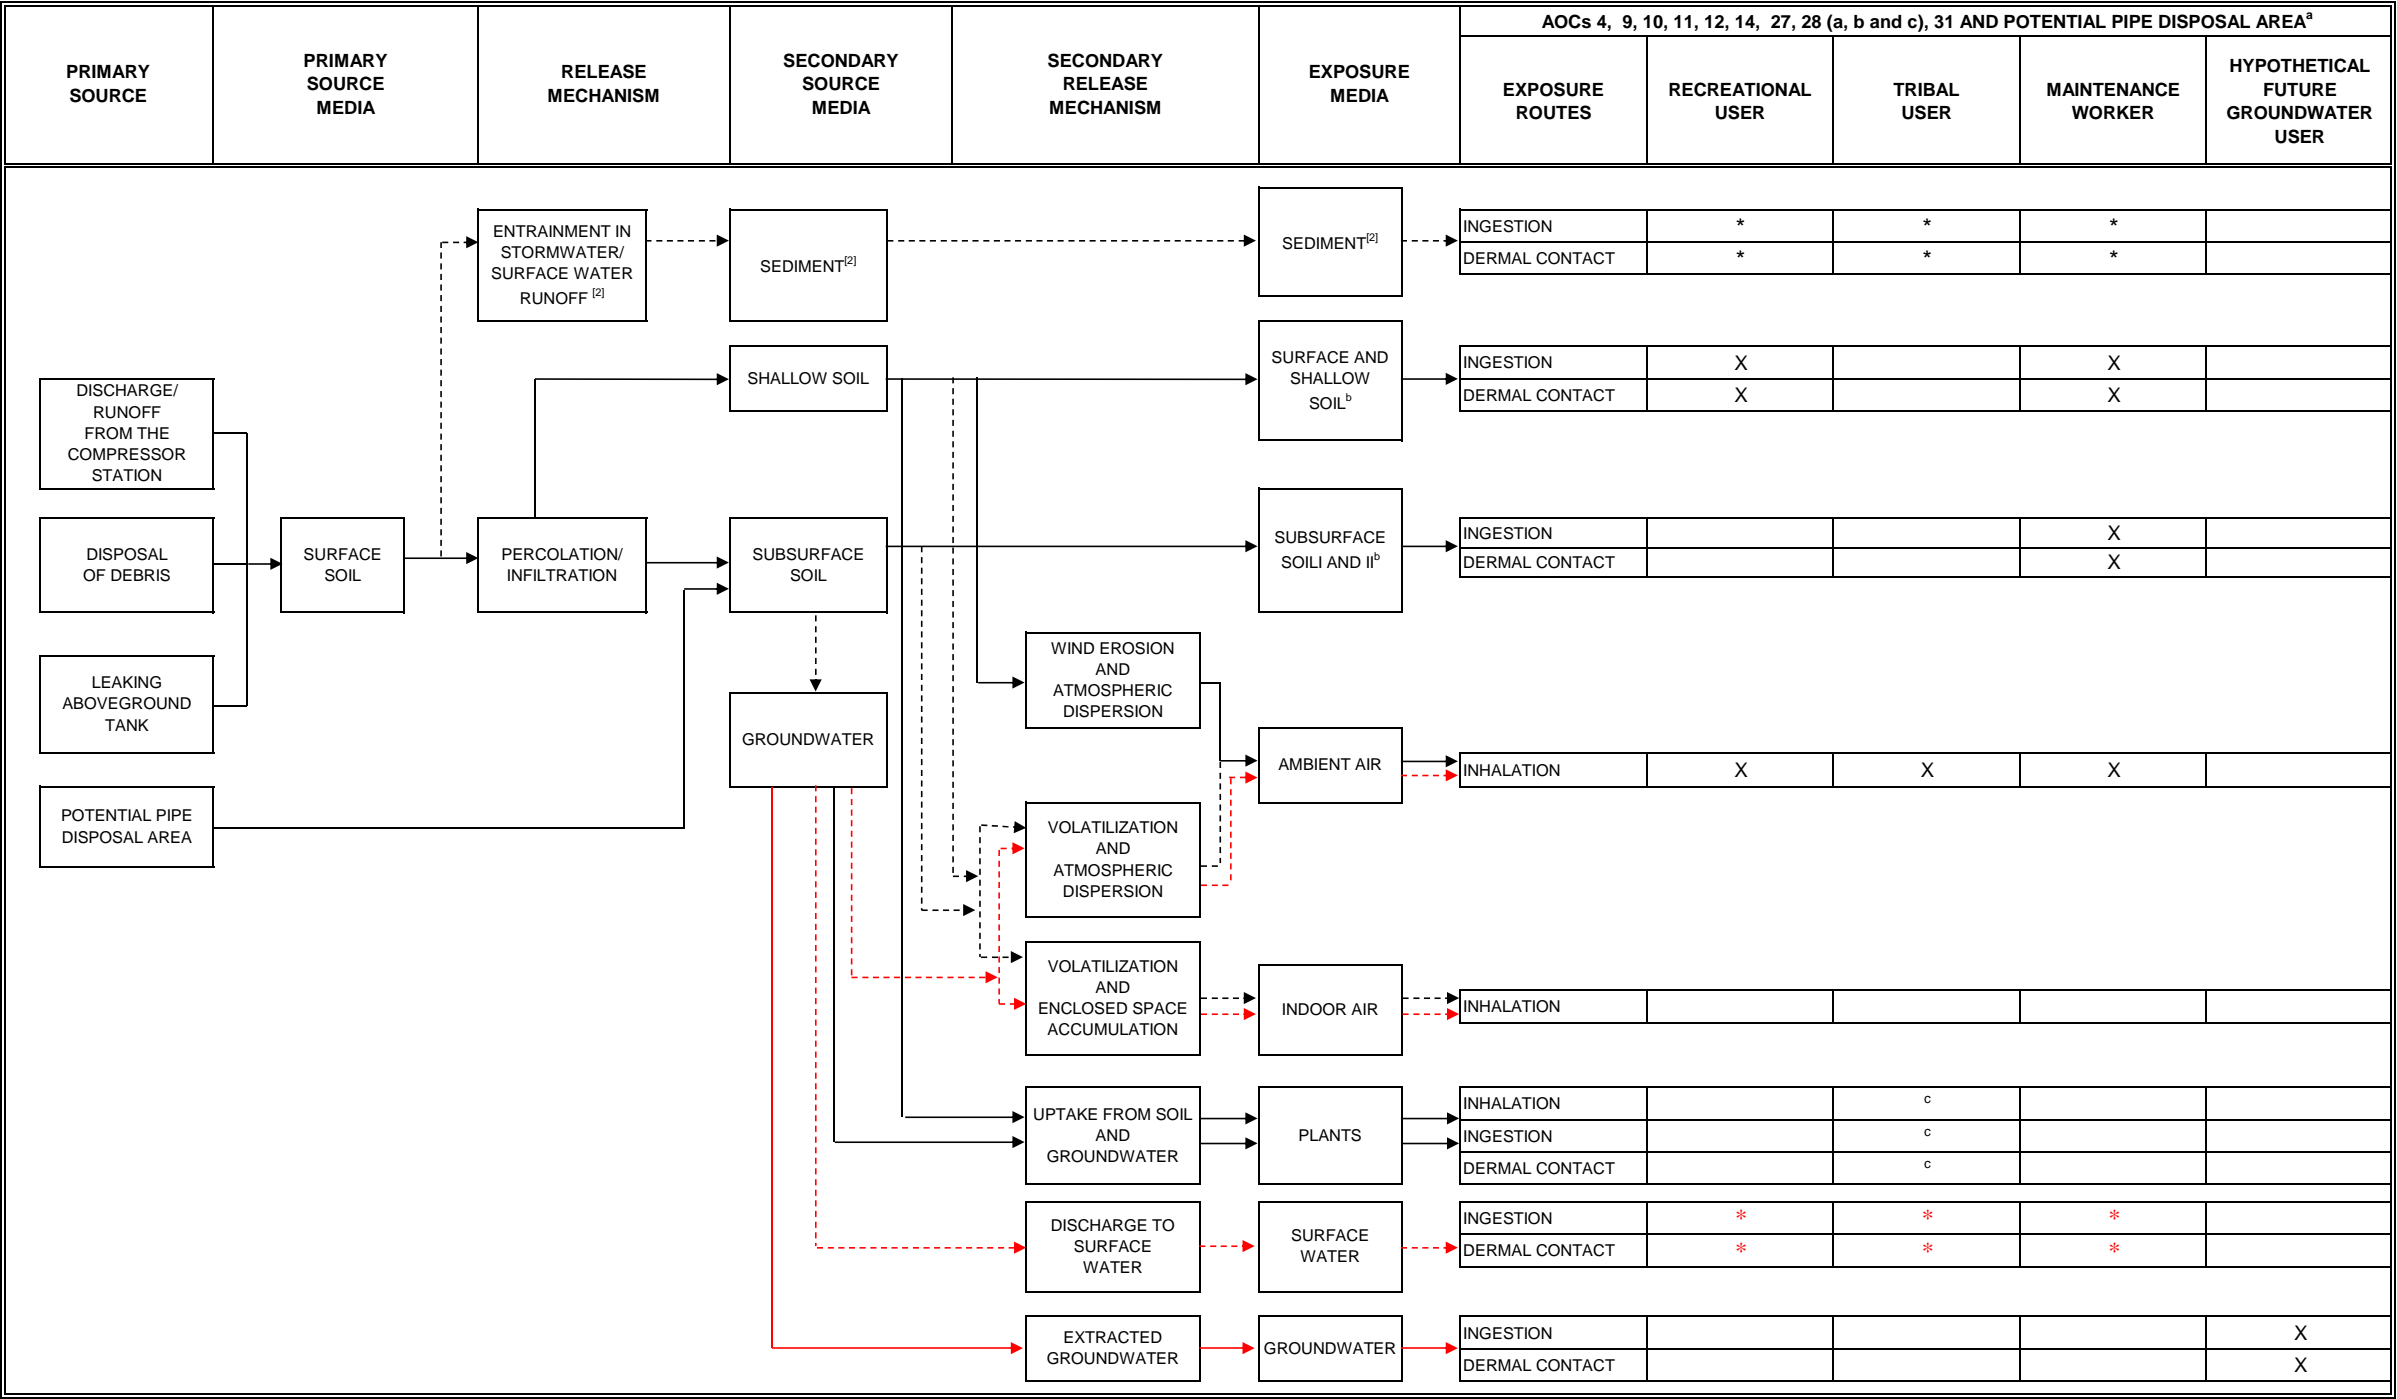 AOCs 4, 9, 10, 11, 12, 14, 27, 28 (a, b and c), 31 AND POTENTIAL PIPE DISPOSAL AREAa
PRIMARY
SOURCE
PRIMARY
SOURCE
MEDIA
RELEASE
MECHANISM
SECONDARY
SOURCE
MEDIA
SECONDARY
RELEASE
MECHANISM
EXPOSURE
MEDIA
EXPOSURE
ROUTES
RECREATIONAL
USER
TRIBAL
USER
MAINTENANCE
WORKER
HYPOTHETICAL
FUTURE
GROUNDWATER
USER
ENTRAINMENT IN
STORMWATER/
SURFACE WATER
RUNOFF [2]
SEDIMENT[2]
SEDIMENT[2]
INGESTION * * *
DERMAL CONTACT * * *
SHALLOW SOIL
SURFACE AND
SHALLOW
SOILb
INGESTION X X
DERMAL CONTACT X X
DISCHARGE/
RUNOFF
FROM THE
COMPRESSOR
STATION
DISPOSAL
OF DEBRIS
SURFACE
SOIL
PERCOLATION/
INFILTRATION
SUBSURFACE
SOIL
SUBSURFACE
SOILI AND IIb
INGESTION X
DERMAL CONTACT X
LEAKING
ABOVEGROUND
TANK
WIND EROSION
AND
ATMOSPHERIC
DISPERSION
GROUNDWATER
AMBIENT AIR
INHALATION X X X
POTENTIAL PIPE
DISPOSAL AREA
VOLATILIZATION
AND
ATMOSPHERIC
DISPERSION
VOLATILIZATION
AND
ENCLOSED SPACE
ACCUMULATION
INDOOR AIR
INHALATION
UPTAKE FROM SOIL
AND
GROUNDWATER
PLANTS
INHALATION c
INGESTION c
DERMAL CONTACT c
DISCHARGE TO
SURFACE
WATER
SURFACE
WATER
INGESTION * * *
DERMAL CONTACT * * *
EXTRACTED
GROUNDWATER
GROUNDWATER
INGESTION X
DERMAL CONTACT X